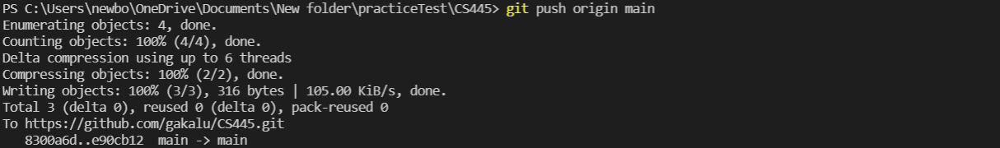 PS C:\Users\newbo\OneDrive\Documents\New folder\practiceTest\CS445> git push origin main
Enumerating objects: 4, done.
Counting objects: 100% (4/4), done.
Delta compression using up to 6 threads
Compressing objects: 100% (2/2), done.
Writing objects: 100% (3/3), 316 bytes | 105.00 KiB/s, done.
Total 3 (delta 0), reused 0 (delta 0), pack-reused 0
To https://github.com/gakalu/CS445.git
   8300a6d..e90cb12  main -> main